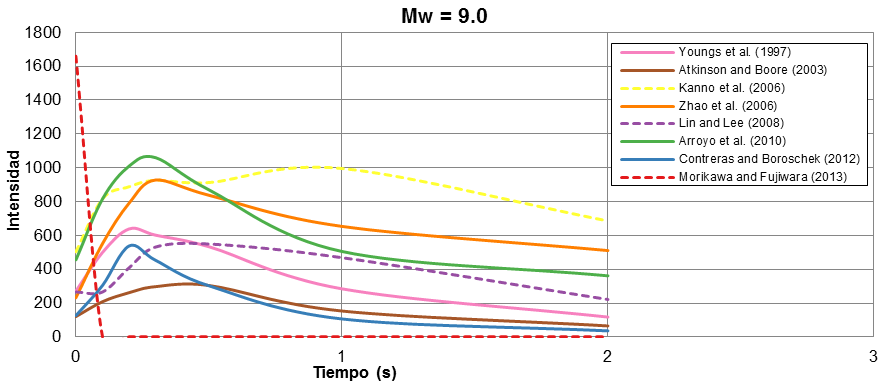 Mw = 9.0
Intensidad
1800
1600
1400
1200
1000
800
600
400
200
0
0
1
2
3
Tiempo (s)
Youngs et al. (1997)
Atkinson and Boore (2003)
Kanno et al. (2006)
Zhao et al. (2006)
Lin and Lee (2008)
Arroyo et al. (2010)
Contreras and Boroschek (2012)
Morikawa and Fujiwara (2013)